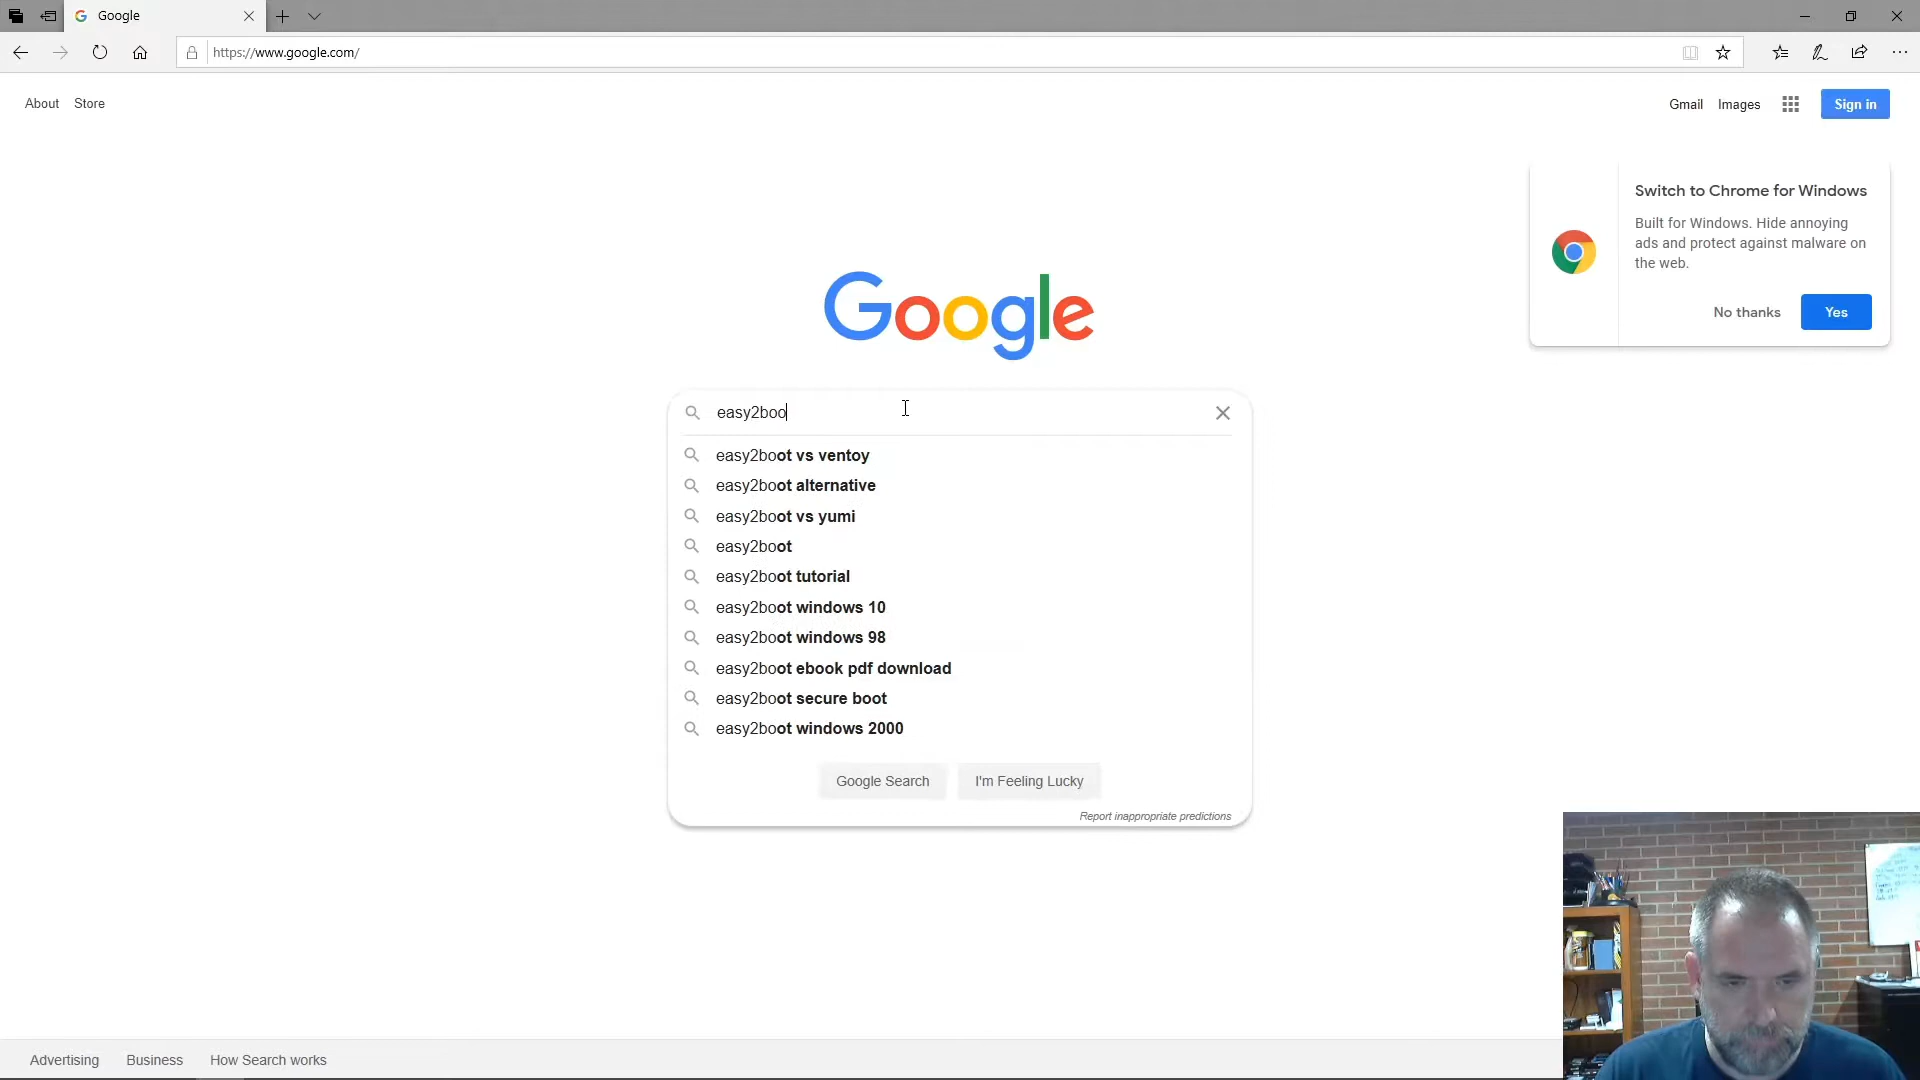 Google
https://www.google.com/
About Store
Gmail Images Sign in
Switch to Chrome for Windows
Built for Windows. Hide annoying
ads and protect against malware on
the web.
No thanks Yes
Google
easy2boo
easy2boot vs ventoy
easy2boot alternative
easy2boot vs yumi
easy2boot
easy2boot tutorial
easy2boot windows 10
easy2boot windows 98
easy2boot ebook pdf download
easy2boot secure boot
easy2boot windows 2000
Google Search I'm Feeling Lucky
Report inappropriate predictions
Advertising Business How Search works